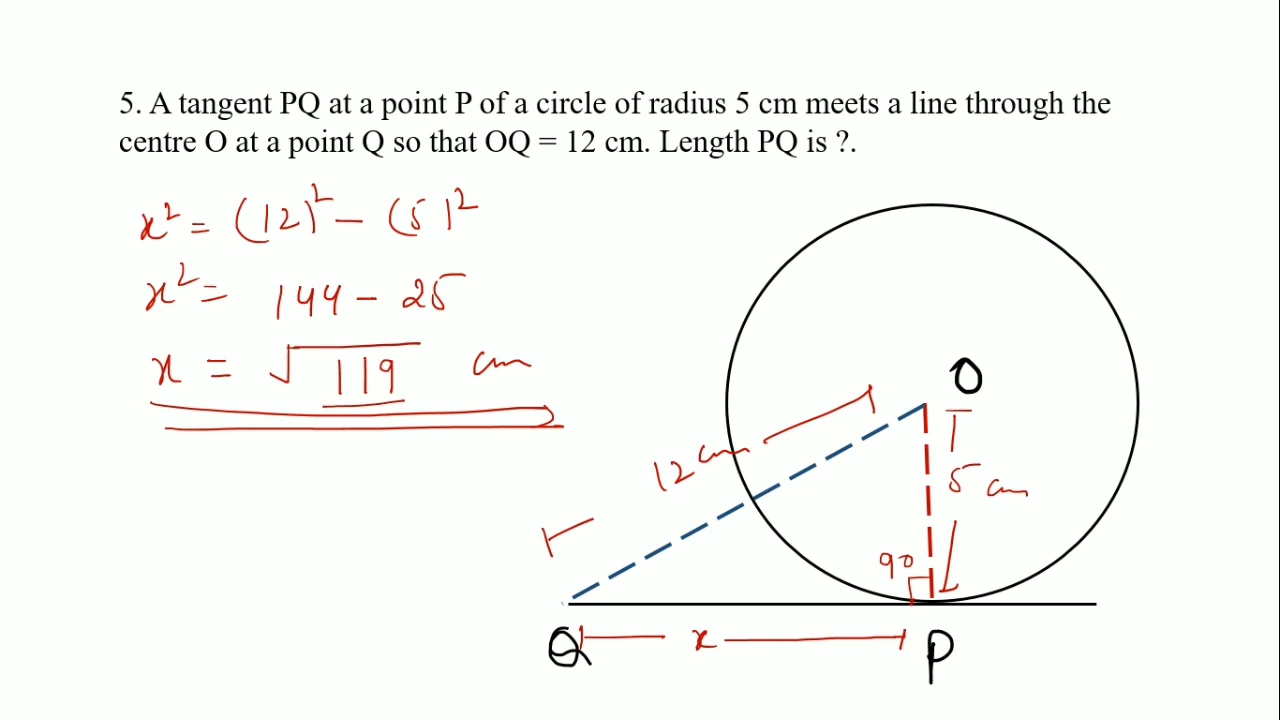 5. A tangent PQ at a point P of a circle of radius 5 cm meets a line through the
centre O at a point Q so that OQ = 12 cm. Length PQ is ?.
x² = (12)² – (5)²
x² = 144 – 25
x = √119 cm
O
12 cm
5 cm
90
Q
x
P